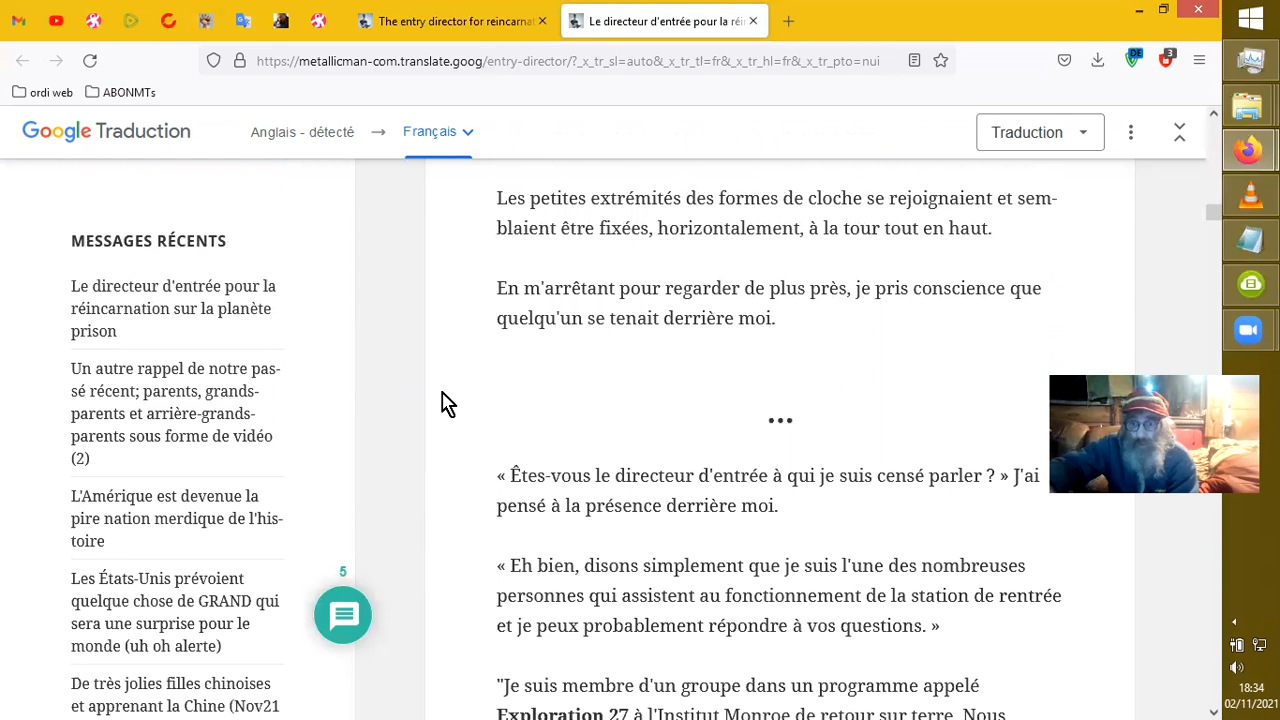 The entry director for reincarnat
Le directeur d'entrée pour la réin
https://metallicman-com.translate.goog/entry-director/?_x_tr_sl=auto&_x_tr_tl=fr&_x_tr_hl=fr&_x_tr_pto=nui
DE
3
ordi web
ABONMTs
Google Traduction
Anglais - détecté
Français
Traduction
MESSAGES RÉCENTS
Le directeur d'entrée pour la
réincarnation sur la planète
prison
Un autre rappel de notre pas-
sé récent; parents, grands-
parents et arrière-grands-
parents sous forme de vidéo
(2)
L'Amérique est devenue la
pire nation merdique de l'his-
toire
Les États-Unis prévoient
quelque chose de GRAND qui
sera une surprise pour le
monde (uh oh alerte)
De très jolies filles chinoises
et apprenant la Chine (Nov21
5
Les petites extrémités des formes de cloche se rejoignaient et sem-
blaient être fixées, horizontalement, à la tour tout en haut.
En m'arrêtant pour regarder de plus près, je pris conscience que
quelqu'un se tenait derrière moi.
•••
« Êtes-vous le directeur d'entrée à qui je suis censé parler ? » J'ai
pensé à la présence derrière moi.
« Eh bien, disons simplement que je suis l'une des nombreuses
personnes qui assistent au fonctionnement de la station de rentrée
et je peux probablement répondre à vos questions. »
"Je suis membre d'un groupe dans un programme appelé
Exploration 27 à l'Institut Monroe de retour sur terre. Nous
18:34
02/11/2021